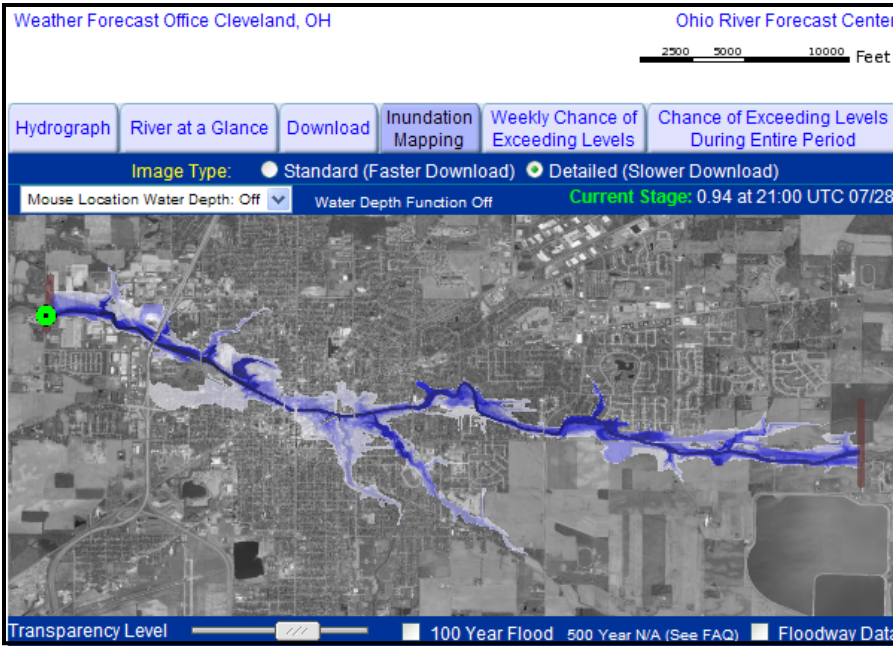 Weather Forecast Office Cleveland, OH
Ohio River Forecast Center
2500 5000 10000 Feet
Hydrograph
River at a Glance
Download
Inundation
Mapping
Weekly Chance of
Exceeding Levels
Chance of Exceeding Levels
During Entire Period
Image Type: Standard (Faster Download) Detailed (Slower Download)
Mouse Location Water Depth: Off
Water Depth Function Off
Current Stage: 0.94 at 21:00 UTC 07/28
Transparency Level
100 Year Flood
500 Year N/A (See FAQ)
Floodway Data